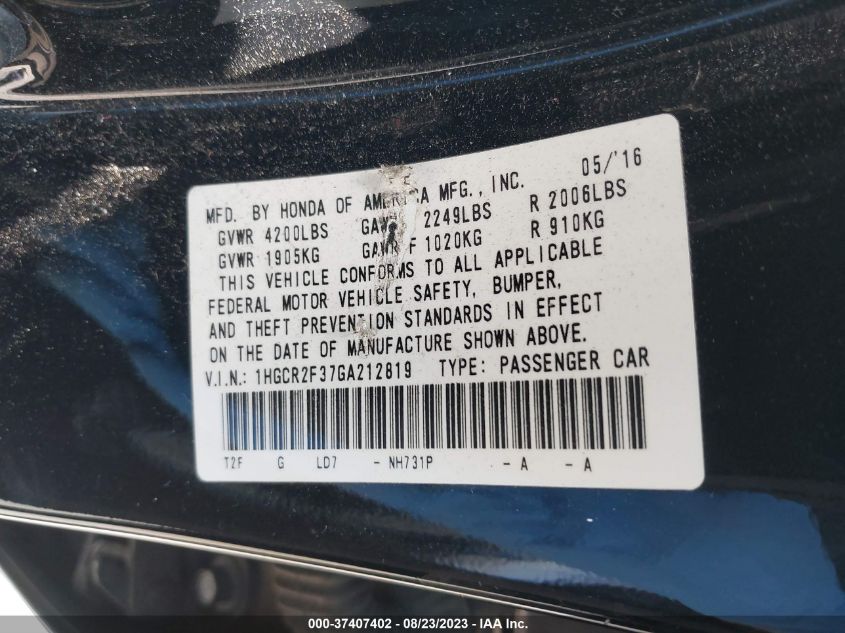 05/'16
MFD. BY HONDA OF AMERICA MFG., INC.
GVWR 4200LBS GAWR F 2249LBS R 2006LBS
GVWR 1905KG GAWR F 1020KG R 910KG
THIS VEHICLE CONFORMS TO ALL APPLICABLE
FEDERAL MOTOR VEHICLE SAFETY, BUMPER,
AND THEFT PREVENTION STANDARDS IN EFFECT
ON THE DATE OF MANUFACTURE SHOWN ABOVE.
V.I.N.: 1HGCR2F37GA212819 TYPE: PASSENGER CAR
T2F G LD7 - NH731P - A - A
000-37407402 - 08/23/2023 - IAA Inc.